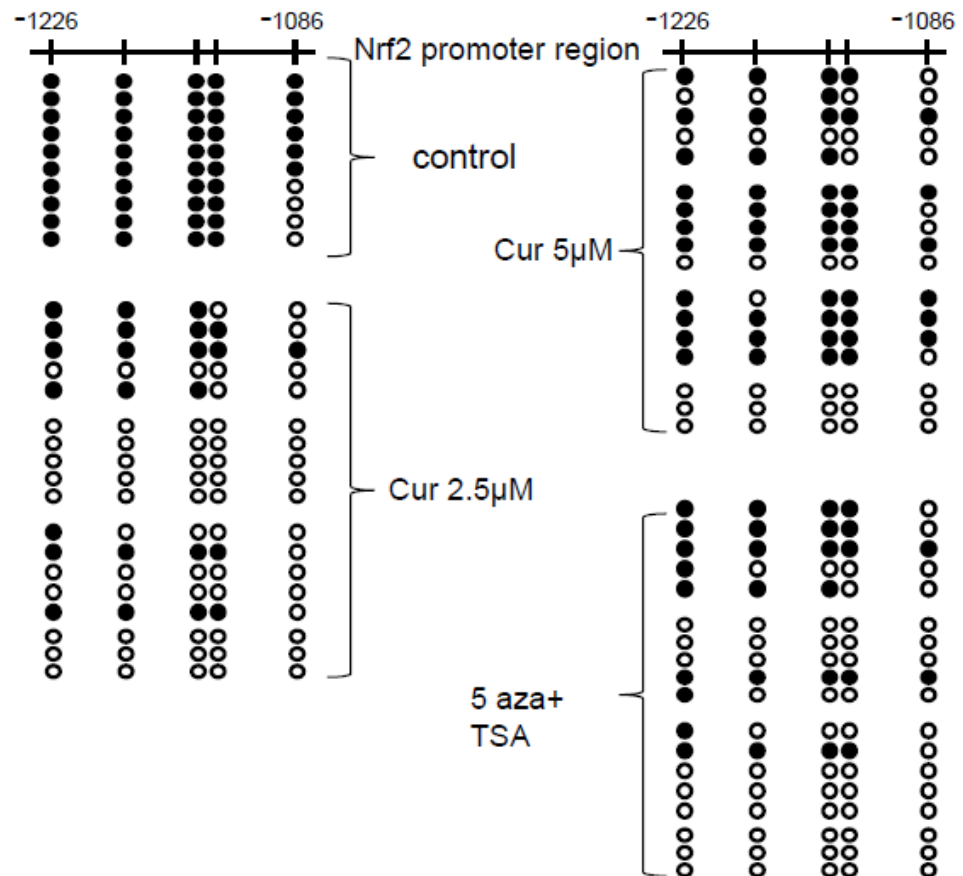 -1226 -1086 -1226 -1086
Nrf2 promoter region
control
Cur 5μM
Cur 2.5μM
5 aza+
TSA